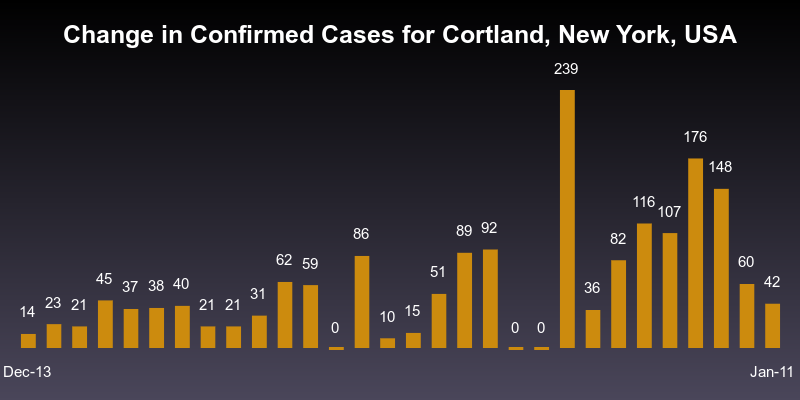 Change in Confirmed Cases for Cortland, New York, USA
14 23 21 45 37 38 40 21 21 31 62 59 0 86 10 15 51 89 92 0 0 239 36 82 116 107 176 148 60 42
Dec-13 Jan-11